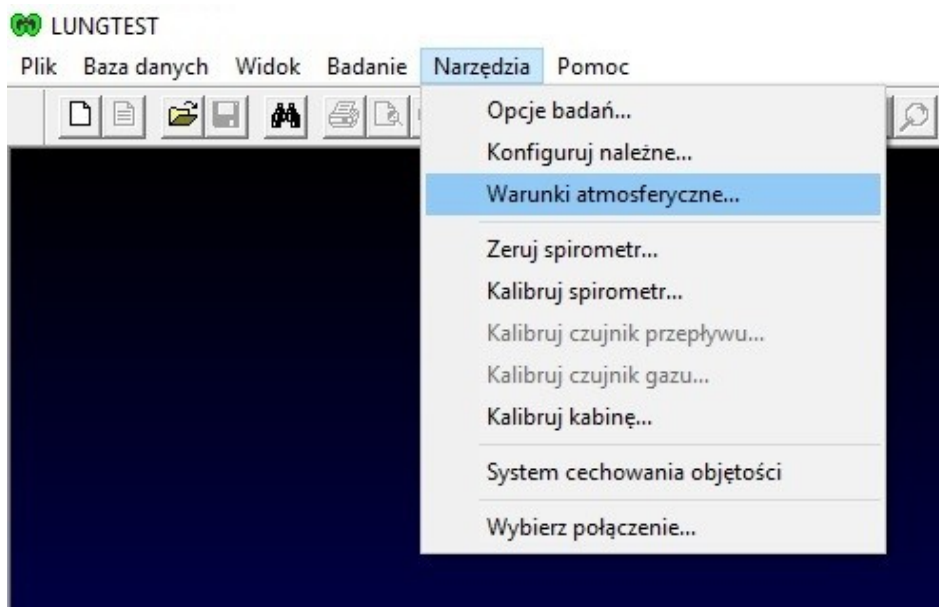 LUNGTEST
Plik Baza danych Widok Badanie Narzędzia Pomoc
Opcje badań...
Konfiguruj należne...
Warunki atmosferyczne...
Zeruj spirometr...
Kalibruj spirometr...
Kalibruj czujnik przepływu...
Kalibruj czujnik gazu...
Kalibruj kabinę...
System cechowania objętości
Wybierz połączenie...